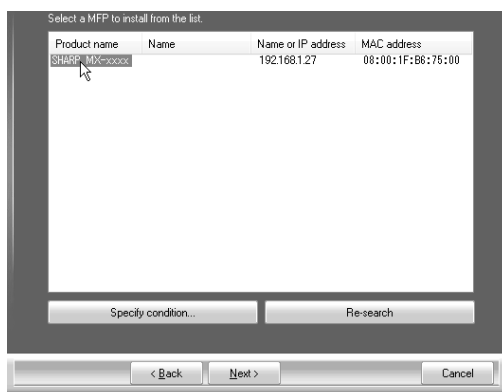 Select a MFP to install from the list.
Product name Name Name or IP address MAC address
SHARP MX-xxxx 192.168.1.27 08:00:1F:B6:75:00
Specify condition... Re-search
< Back Next > Cancel